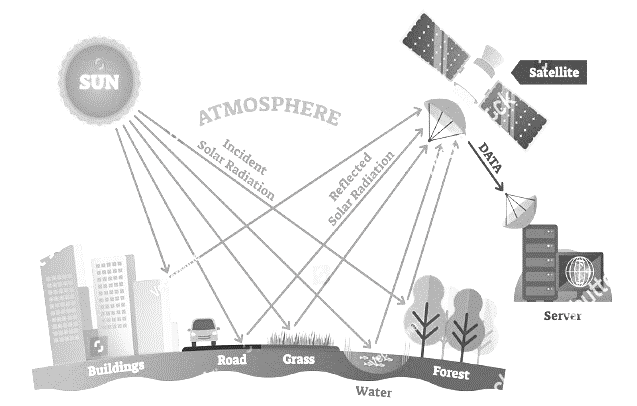 SUN
ATMOSPHERE
Satellite
Incident
Solar Radiation
Reflected
Solar Radiation
DATA
Server
Buildings
Road
Grass
Water
Forest